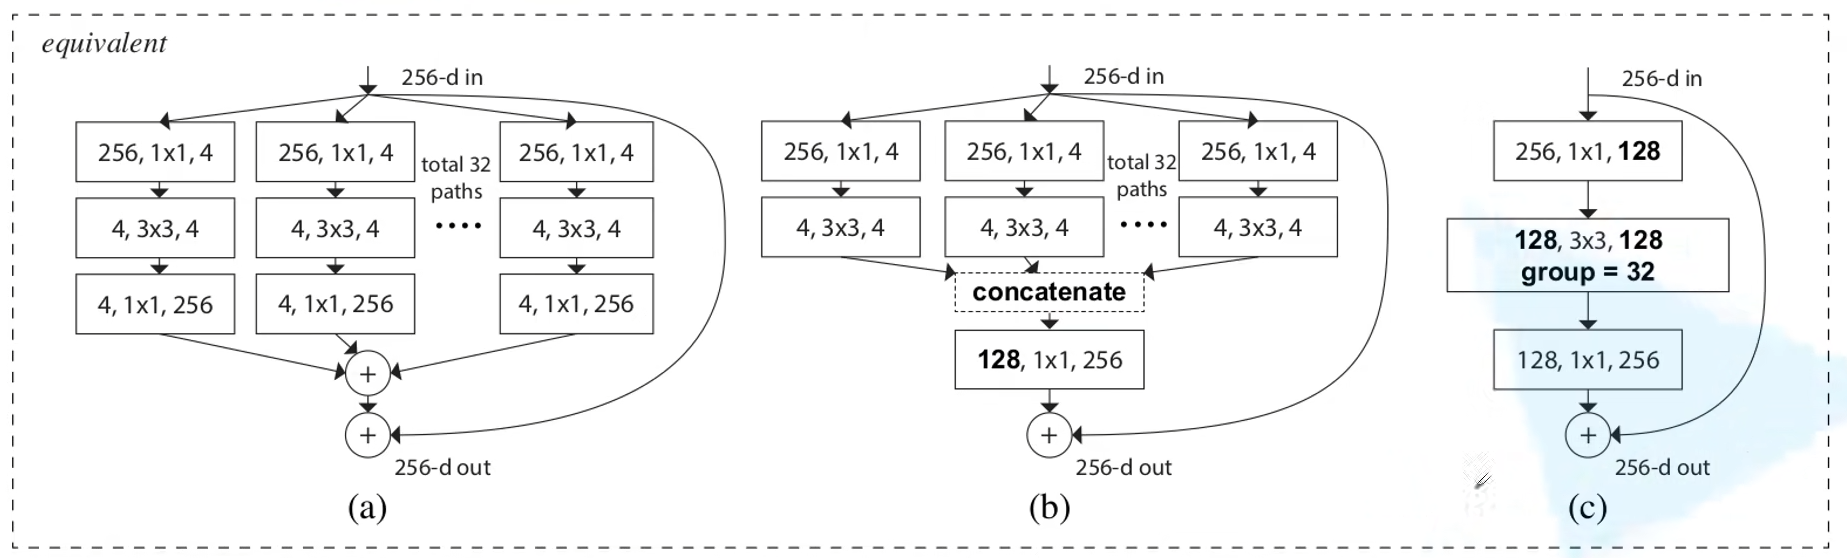 equivalent
256-d in
256, 1x1, 4
256, 1x1, 4
total 32
paths
256, 1x1, 4
4, 3x3, 4
4, 3x3, 4
....
4, 3x3, 4
4, 1x1, 256
4, 1x1, 256
4, 1x1, 256
+
+
256-d out
(a)
256-d in
256, 1x1, 4
256, 1x1, 4
total 32
paths
256, 1x1, 4
4, 3x3, 4
4, 3x3, 4
....
4, 3x3, 4
concatenate
128, 1x1, 256
+
256-d out
(b)
256-d in
256, 1x1, 128
128, 3x3, 128
group = 32
128, 1x1, 256
+
256-d out
(c)